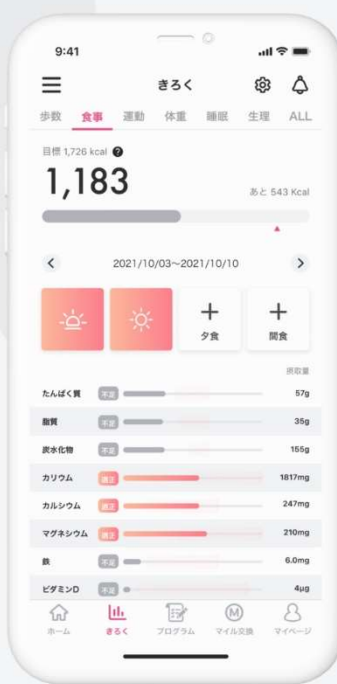 9:41
きろく
歩数 食事 運動 体重 睡眠 生理 ALL
目標 1,726 kcal ?
1,183
あと 543 Kcal
2021/10/03~2021/10/10
夕食 間食
摂取量
たんぱく質 不足 57g
脂質 不足 35g
炭水化物 不足 155g
カリウム 適正 1817mg
カルシウム 適正 247mg
マグネシウム 適正 210mg
鉄 不足 6.0mg
ビタミンD 不足 4μg
M
ホーム きろく プログラム マイル交換 マイページ